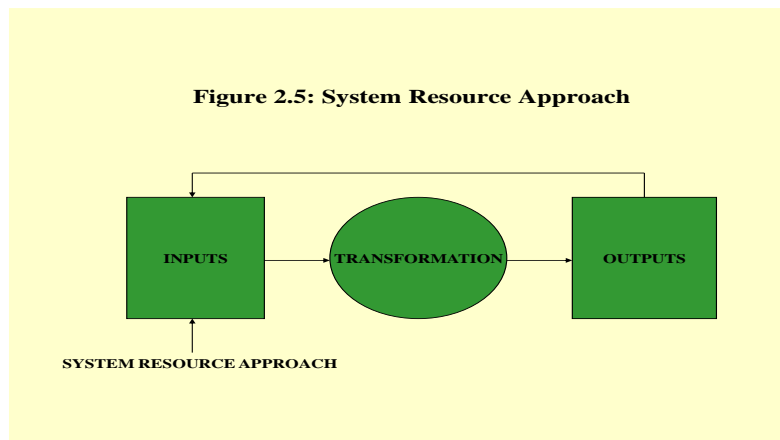 Figure 2.5: System Resource Approach
INPUTS
TRANSFORMATION
OUTPUTS
SYSTEM RESOURCE APPROACH